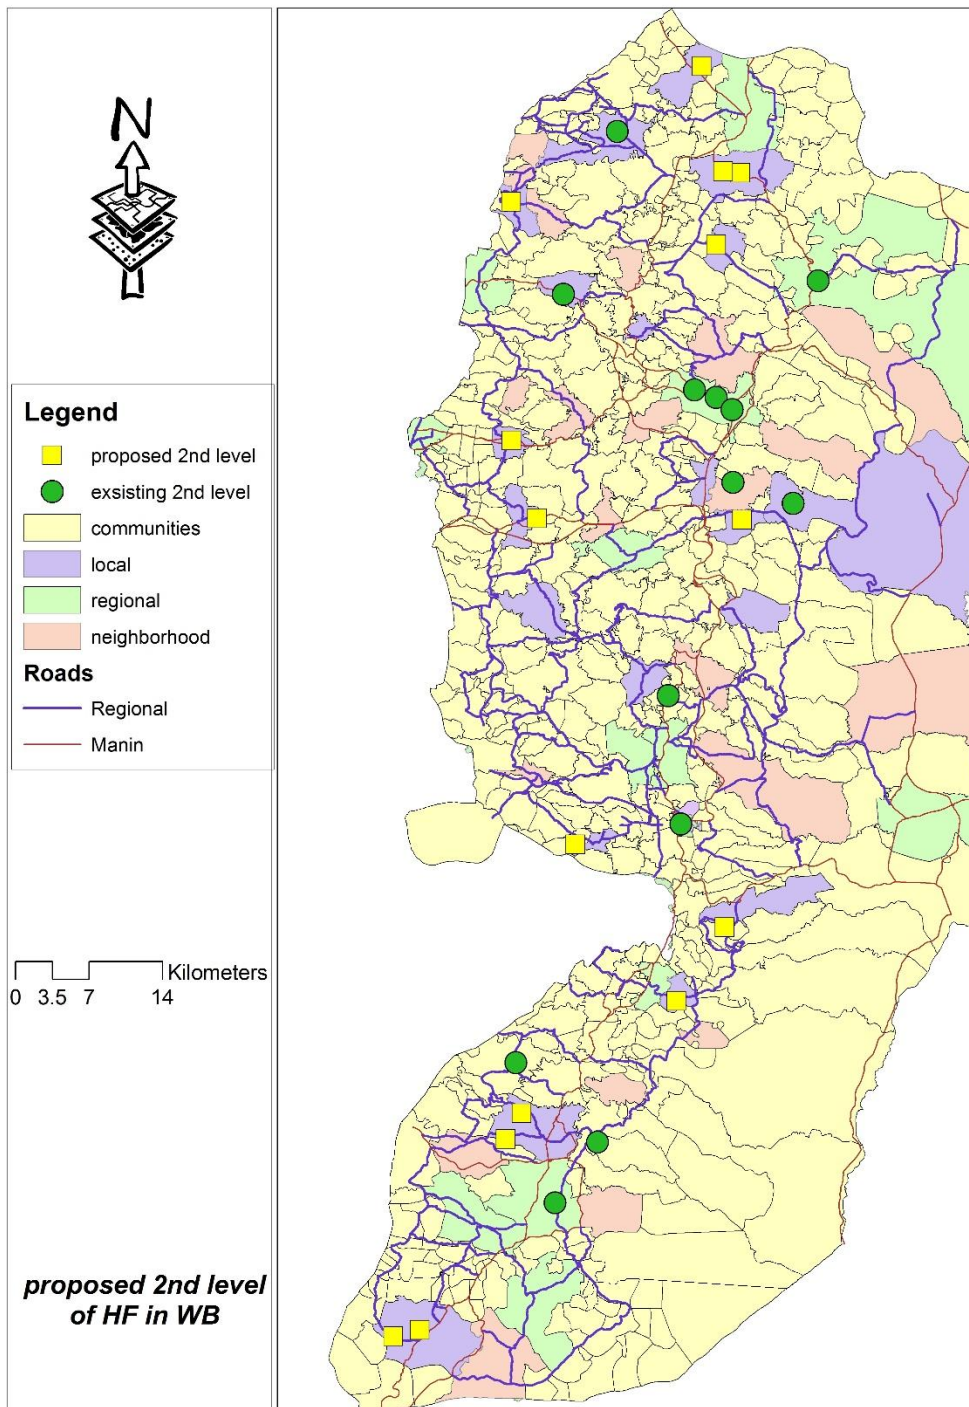 N
Legend
proposed 2nd level
exsisting 2nd level
communities
local
regional
neighborhood
Roads
Regional
Manin
Kilometers
0 3.5 7 14
proposed 2nd level
of HF in WB